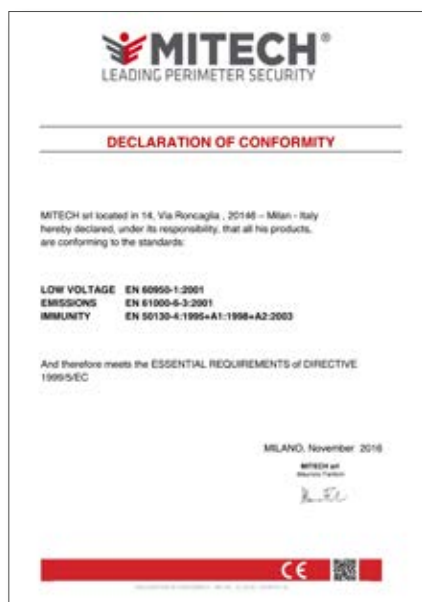 MITECH®
LEADING PERIMETER SECURITY
DECLARATION OF CONFORMITY
MITECH srl located in 14, Via Roncaglia , 20146 – Milan - Italy
hereby declared, under its responsibility, that all his products,
are conforming to the standards:
LOW VOLTAGE EN 60950-1:2001
EMISSIONS EN 61000-6-3:2001
IMMUNITY EN 50130-4:1995+A1:1998+A2:2003
And therefore meets the ESSENTIAL REQUIREMENTS of DIRECTIVE
1999/5/EC
MILANO, November 2016
MITECH srl
CE